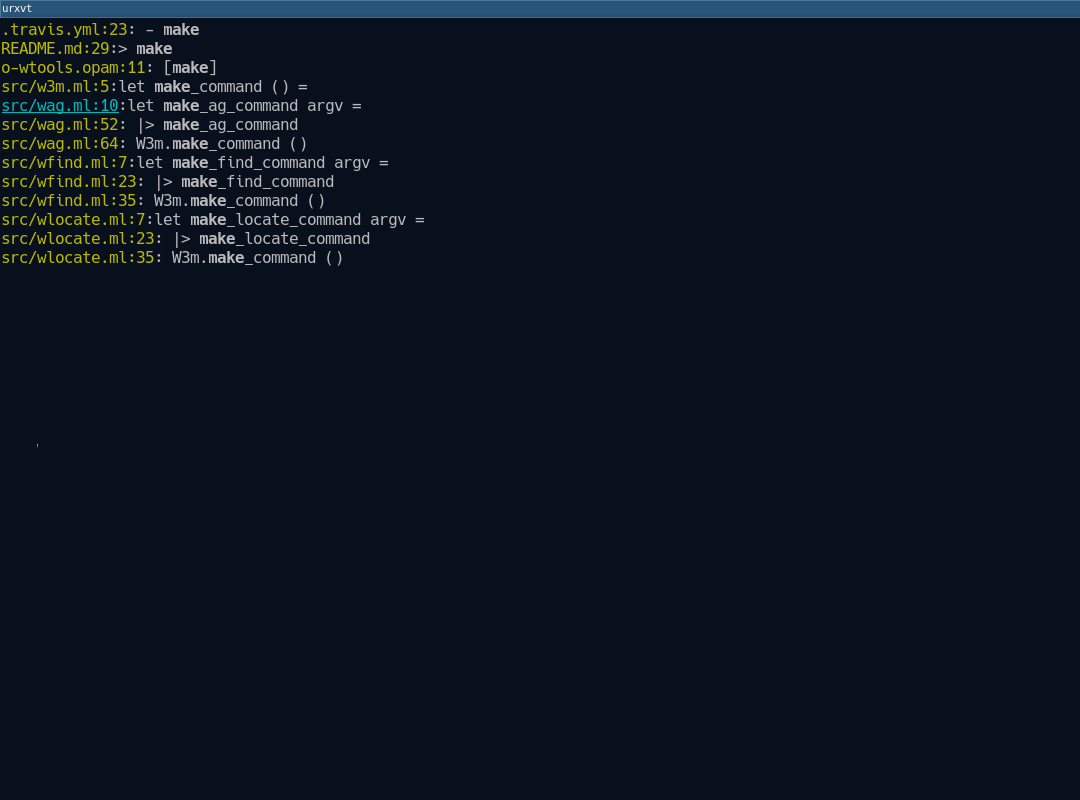 urxvt
.travis.yml:23: - make
README.md:29:> make
o-wtools.opam:11: [make]
src/w3m.ml:5:let make_command () =
src/wag.ml:10:let make_ag_command argv =
src/wag.ml:52: |> make_ag_command
src/wag.ml:64: W3m.make_command ()
src/wfind.ml:7:let make_find_command argv =
src/wfind.ml:23: |> make_find_command
src/wfind.ml:35: W3m.make_command ()
src/wlocate.ml:7:let make_locate_command argv =
src/wlocate.ml:23: |> make_locate_command
src/wlocate.ml:35: W3m.make_command ()